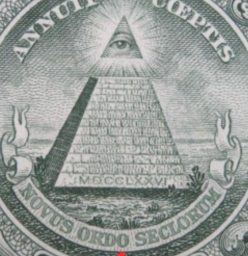 ANNUIT CŒPTIS
MDCCLXXVI
NOVUS ORDO SECLORUM